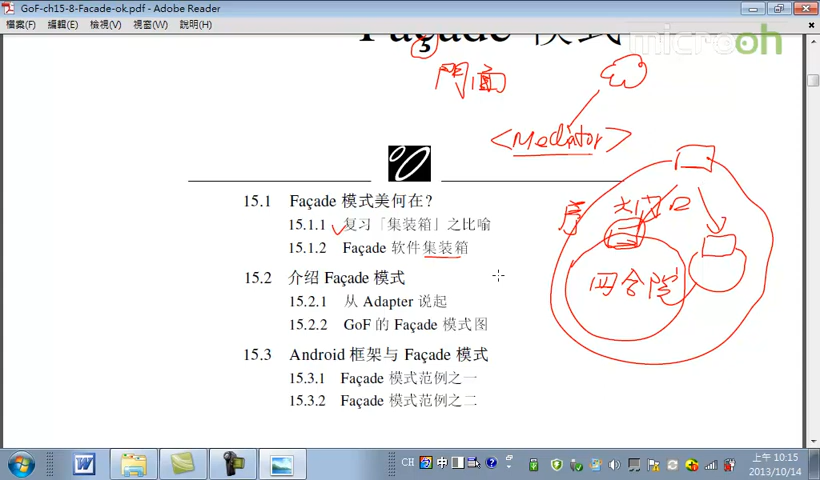 GoF-ch15-8-Facade-ok.pdf - Adobe Reader
檔案(F) 編輯(E) 檢視(V) 視窗(W) 說明(H)
Façade 模式
microoh
門面
<Mediator>
15.1 Façade 模式美何在?
15.1.1 复习「集装箱」之比喻
15.1.2 Façade 软件集装箱
大门口
四合院
15.2 介绍 Façade 模式
15.2.1 从 Adapter 说起
15.2.2 GoF 的 Façade 模式图
15.3 Android 框架与 Façade 模式
15.3.1 Façade 模式范例之一
15.3.2 Façade 模式范例之二
CH 中
上午 10:15
2013/10/14